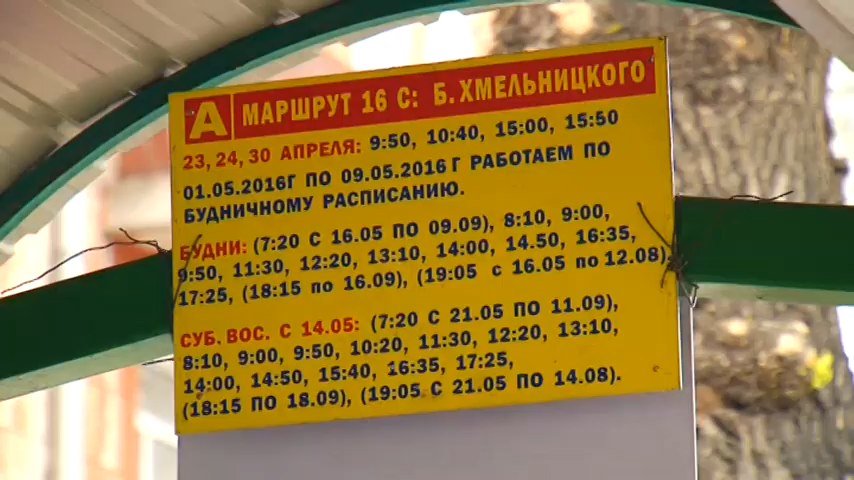 А МАРШРУТ 16 С: Б.ХМЕЛЬНИЦКОГО
23, 24, 30 АПРЕЛЯ: 9:50, 10:40, 15:00, 15:50
01.05.2016Г ПО 09.05.2016Г РАБОТАЕМ ПО
БУДНИЧНОМУ РАСПИСАНИЮ.
БУДНИ: (7:20 С 16.05 ПО 09.09), 8:10, 9:00,
9:50, 11:30, 12:20, 13:10, 14:00, 14.50, 16:35,
17:25, (18:15 по 16.09), (19:05 с 16.05 по 12.08).
СУБ. ВОС. С 14.05: (7:20 С 21.05 ПО 11.09),
8:10, 9:00, 9:50, 10:20, 11:30, 12:20, 13:10,
14:00, 14:50, 15:40, 16:35, 17:25,
(18:15 ПО 18.09), (19:05 С 21.05 ПО 14.08).